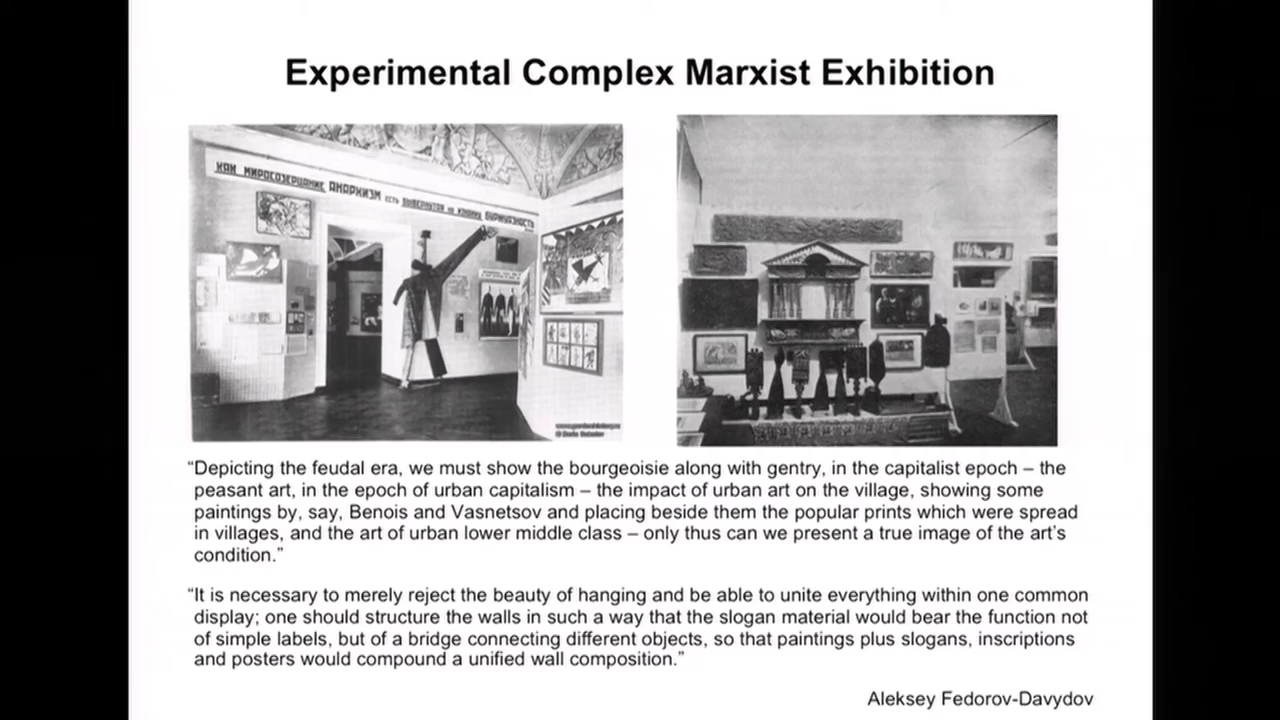 Experimental Complex Marxist Exhibition
КАК МИРОСОЗЕРЦАНИЕ АНАРХИЗМ ЕСТЬ ВЫВЕРНУТАЯ НА ИЗНАНКУ БУРЖУАЗНОСТЬ
“Depicting the feudal era, we must show the bourgeoisie along with gentry, in the capitalist epoch – the
peasant art, in the epoch of urban capitalism – the impact of urban art on the village, showing some
paintings by, say, Benois and Vasnetsov and placing beside them the popular prints which were spread
in villages, and the art of urban lower middle class – only thus can we present a true image of the art’s
condition.”
“It is necessary to merely reject the beauty of hanging and be able to unite everything within one common
display; one should structure the walls in such a way that the slogan material would bear the function not
of simple labels, but of a bridge connecting different objects, so that paintings plus slogans, inscriptions
and posters would compound a unified wall composition.”
Aleksey Fedorov-Davydov